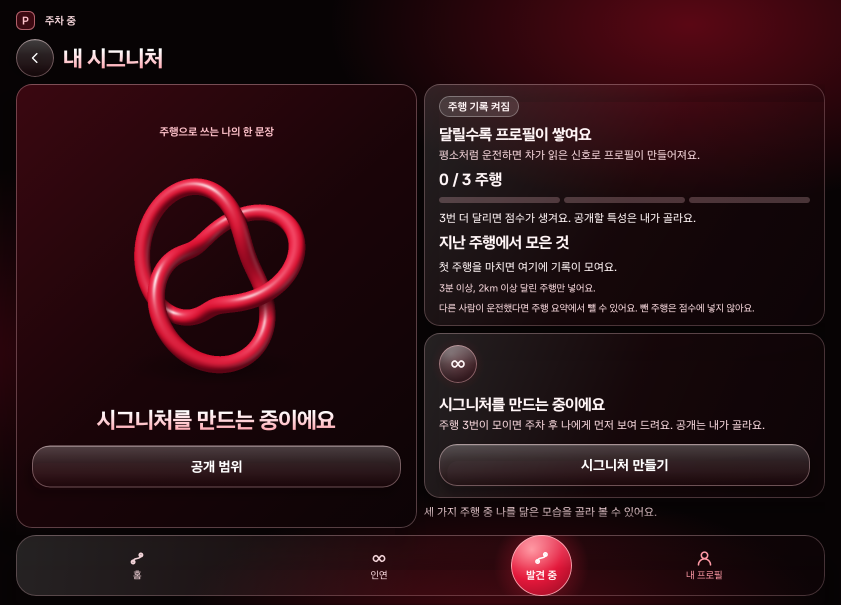 P 주차 중
내 시그니처
주행으로 쓰는 나의 한 문장
시그니처를 만드는 중이에요
공개 범위
주행 기록 켜짐
달릴수록 프로필이 쌓여요
평소처럼 운전하면 차가 읽은 신호로 프로필이 만들어져요.
0 / 3 주행
3번 더 달리면 점수가 생겨요. 공개할 특성은 내가 골라요.
지난 주행에서 모은 것
첫 주행을 마치면 여기에 기록이 모여요.
3분 이상, 2km 이상 달린 주행만 넣어요.
다른 사람이 운전했다면 주행 요약에서 뺄 수 있어요. 뺀 주행은 점수에 넣지 않아요.
시그니처를 만드는 중이에요
주행 3번이 모이면 주차 후 나에게 먼저 보여 드려요. 공개는 내가 골라요.
시그니처 만들기
세 가지 주행 중 나를 닮은 모습을 골라 볼 수 있어요.
홈
인연
발견 중
내 프로필